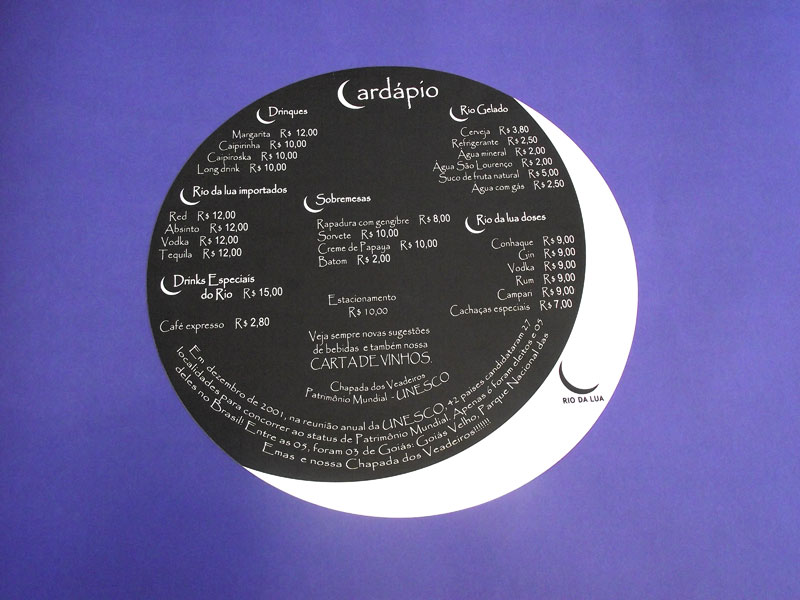 Cardápio
Drinques
Margarita R$ 12,00
Caipirinha R$ 10,00
Caipiroska R$ 10,00
Long drink R$ 10,00
Rio Gelado
Cerveja R$ 3,80
Refrigerante R$ 2,50
Água mineral R$ 2,00
Água São Lourenço R$ 2,00
Suco de fruta natural R$ 5,00
Água com gás R$ 2,50
Rio da lua importados
Red R$ 12,00
Absinto R$ 12,00
Vodka R$ 12,00
Tequila R$ 12,00
Sobremesas
Rapadura com gengibre R$ 8,00
Sorvete R$ 10,00
Creme de Papaya R$ 10,00
Batom R$ 2,00
Rio da lua doses
Conhaque R$ 9,00
Gin R$ 9,00
Vodka R$ 9,00
Rum R$ 9,00
Campari R$ 9,00
Cachaças especiais R$ 7,00
Drinks Especiais
do Rio R$ 15,00
Café expresso R$ 2,80
Estacionamento
R$ 10,00
Veja sempre novas sugestões
de bebidas e também nossa
CARTA DE VINHOS.
Chapada dos Veadeiros
Patrimônio Mundial - UNESCO
Em dezembro de 2001, na reunião anual da UNESCO, 42 países candidataram 27
localidades para concorrer ao status de Patrimônio Mundial. Apenas 6 foram eleitos e 05
deles no Brasil! Entre as 05, foram 03 de Goiás: Goiás Velho, Parque Nacional das
Emas e nossa Chapada dos Veadeiros!!!!!!!
RIO DA LUA